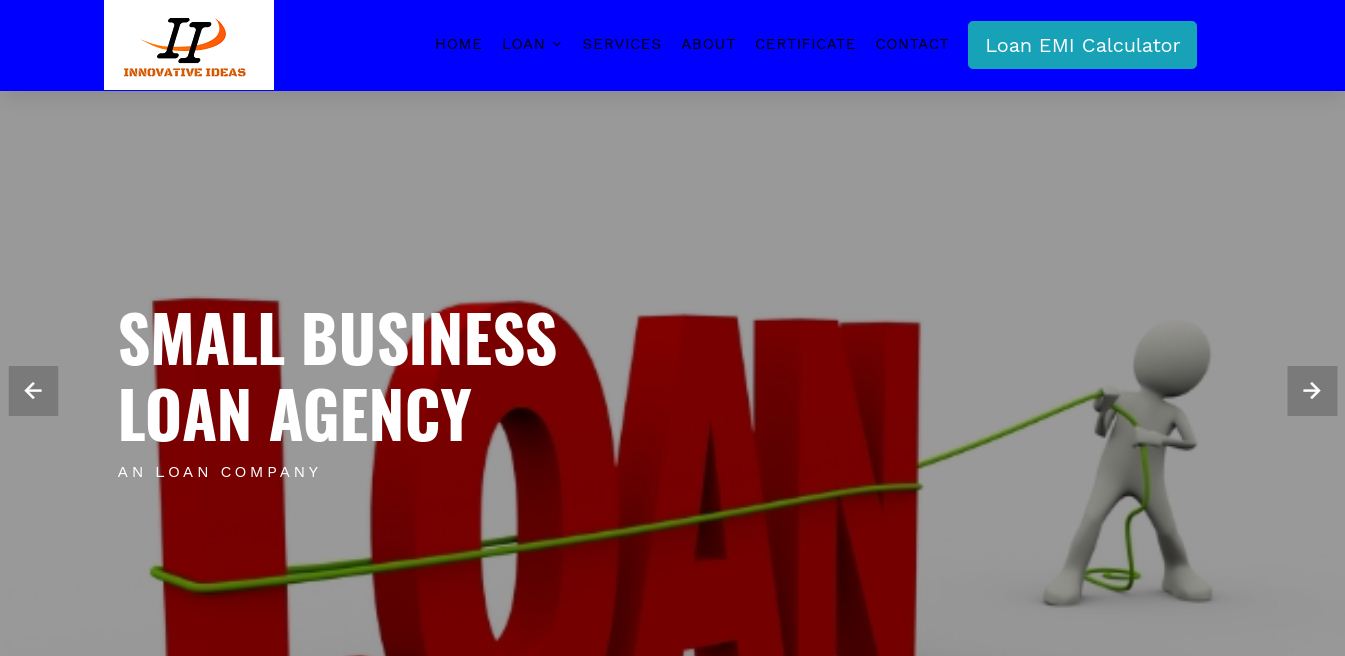 II
INNOVATIVE IDEAS
HOME LOAN SERVICES ABOUT CERTIFICATE CONTACT Loan EMI Calculator
SMALL BUSINESS
LOAN AGENCY
AN LOAN COMPANY
LOAN